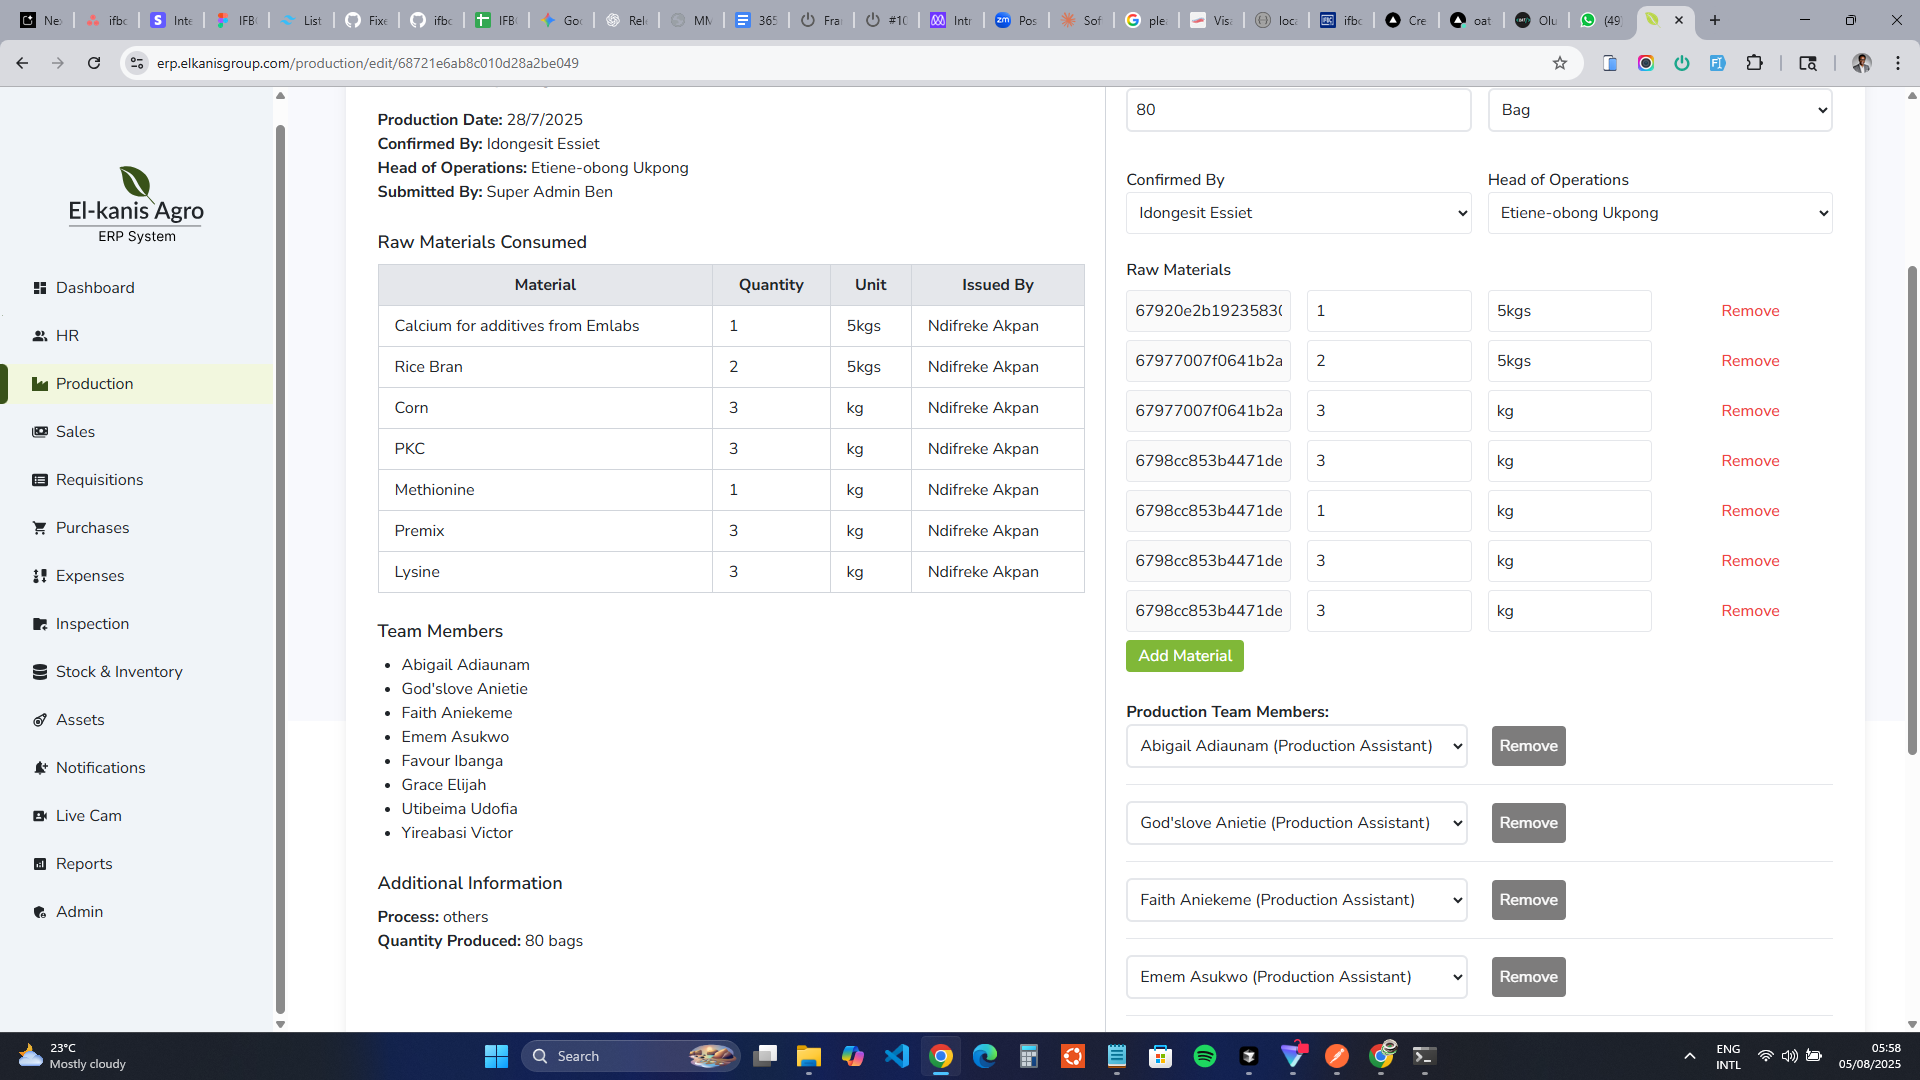 Nex
ifbc
Inte
IFBC
List
Fixe
ifbc
IFBC
Goo
Rele
MM
365
Fra
#10
Intr
Pos
Sof
ple
Visa
loca
ifbc
Cre
oat
Olu
(49)
erp.elkanisgroup.com/production/edit/68721e6ab8c010d28a2be049
El-kanis Agro
ERP System
Dashboard
HR
Production
Sales
Requisitions
Purchases
Expenses
Inspection
Stock & Inventory
Assets
Notifications
Live Cam
Reports
Admin
Production Date: 28/7/2025
Confirmed By: Idongesit Essiet
Head of Operations: Etiene-obong Ukpong
Submitted By: Super Admin Ben
Raw Materials Consumed
Material Quantity Unit Issued By
Calcium for additives from Emlabs 1 5kgs Ndifreke Akpan
Rice Bran 2 5kgs Ndifreke Akpan
Corn 3 kg Ndifreke Akpan
PKC 3 kg Ndifreke Akpan
Methionine 1 kg Ndifreke Akpan
Premix 3 kg Ndifreke Akpan
Lysine 3 kg Ndifreke Akpan
Team Members
• Abigail Adiaunam
• God'slove Anietie
• Faith Aniekeme
• Emem Asukwo
• Favour Ibanga
• Grace Elijah
• Utibeima Udofia
• Yireabasi Victor
Additional Information
Process: others
Quantity Produced: 80 bags
80 Bag
Confirmed By Head of Operations
Idongesit Essiet Etiene-obong Ukpong
Raw Materials
67920e2b19235830 1 5kgs Remove
67977007f0641b2a 2 5kgs Remove
67977007f0641b2a 3 kg Remove
6798cc853b4471de 3 kg Remove
6798cc853b4471de 1 kg Remove
6798cc853b4471de 3 kg Remove
6798cc853b4471de 3 kg Remove
Add Material
Production Team Members:
Abigail Adiaunam (Production Assistant) Remove
God'slove Anietie (Production Assistant) Remove
Faith Aniekeme (Production Assistant) Remove
Emem Asukwo (Production Assistant) Remove
23°C
Mostly cloudy
Search
ENG
INTL
05:58
05/08/2025